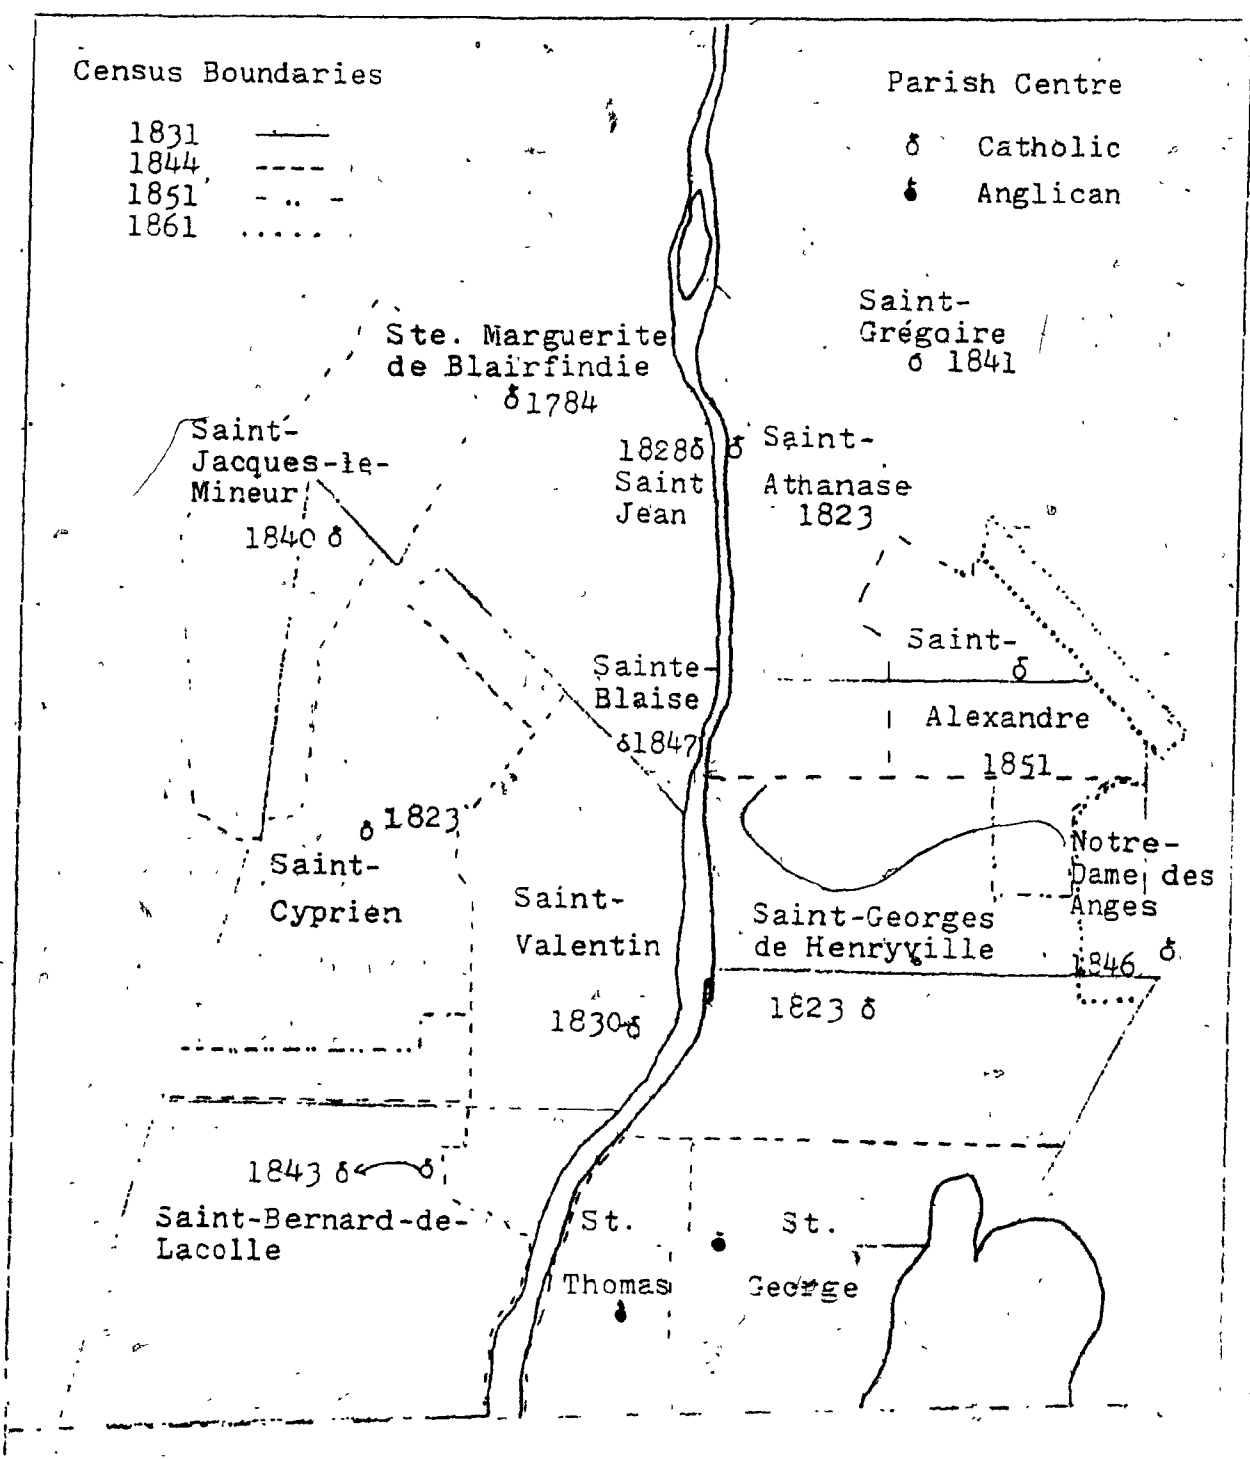 Census Boundaries
1831
1844
1851
1861
Parish Centre
Catholic
Anglican
Saint-
Grégoire
1841
Ste. Marguerite
de Blairfindie
1784
Saint-
Jacques-le-
Mineur
1840
1828
Saint
Jean
Saint-
Athanase
1823
Saint-
Alexandre
1851
Sainte-
Blaise
1847
1823
Saint-
Cyprien
Saint-
Valentin
1830
Saint-Georges
de Henryville
1823
Notre-
Dame des
Anges
1846
1843
Saint-Bernard-de-
Lacolle
St.
Thomas
St.
George